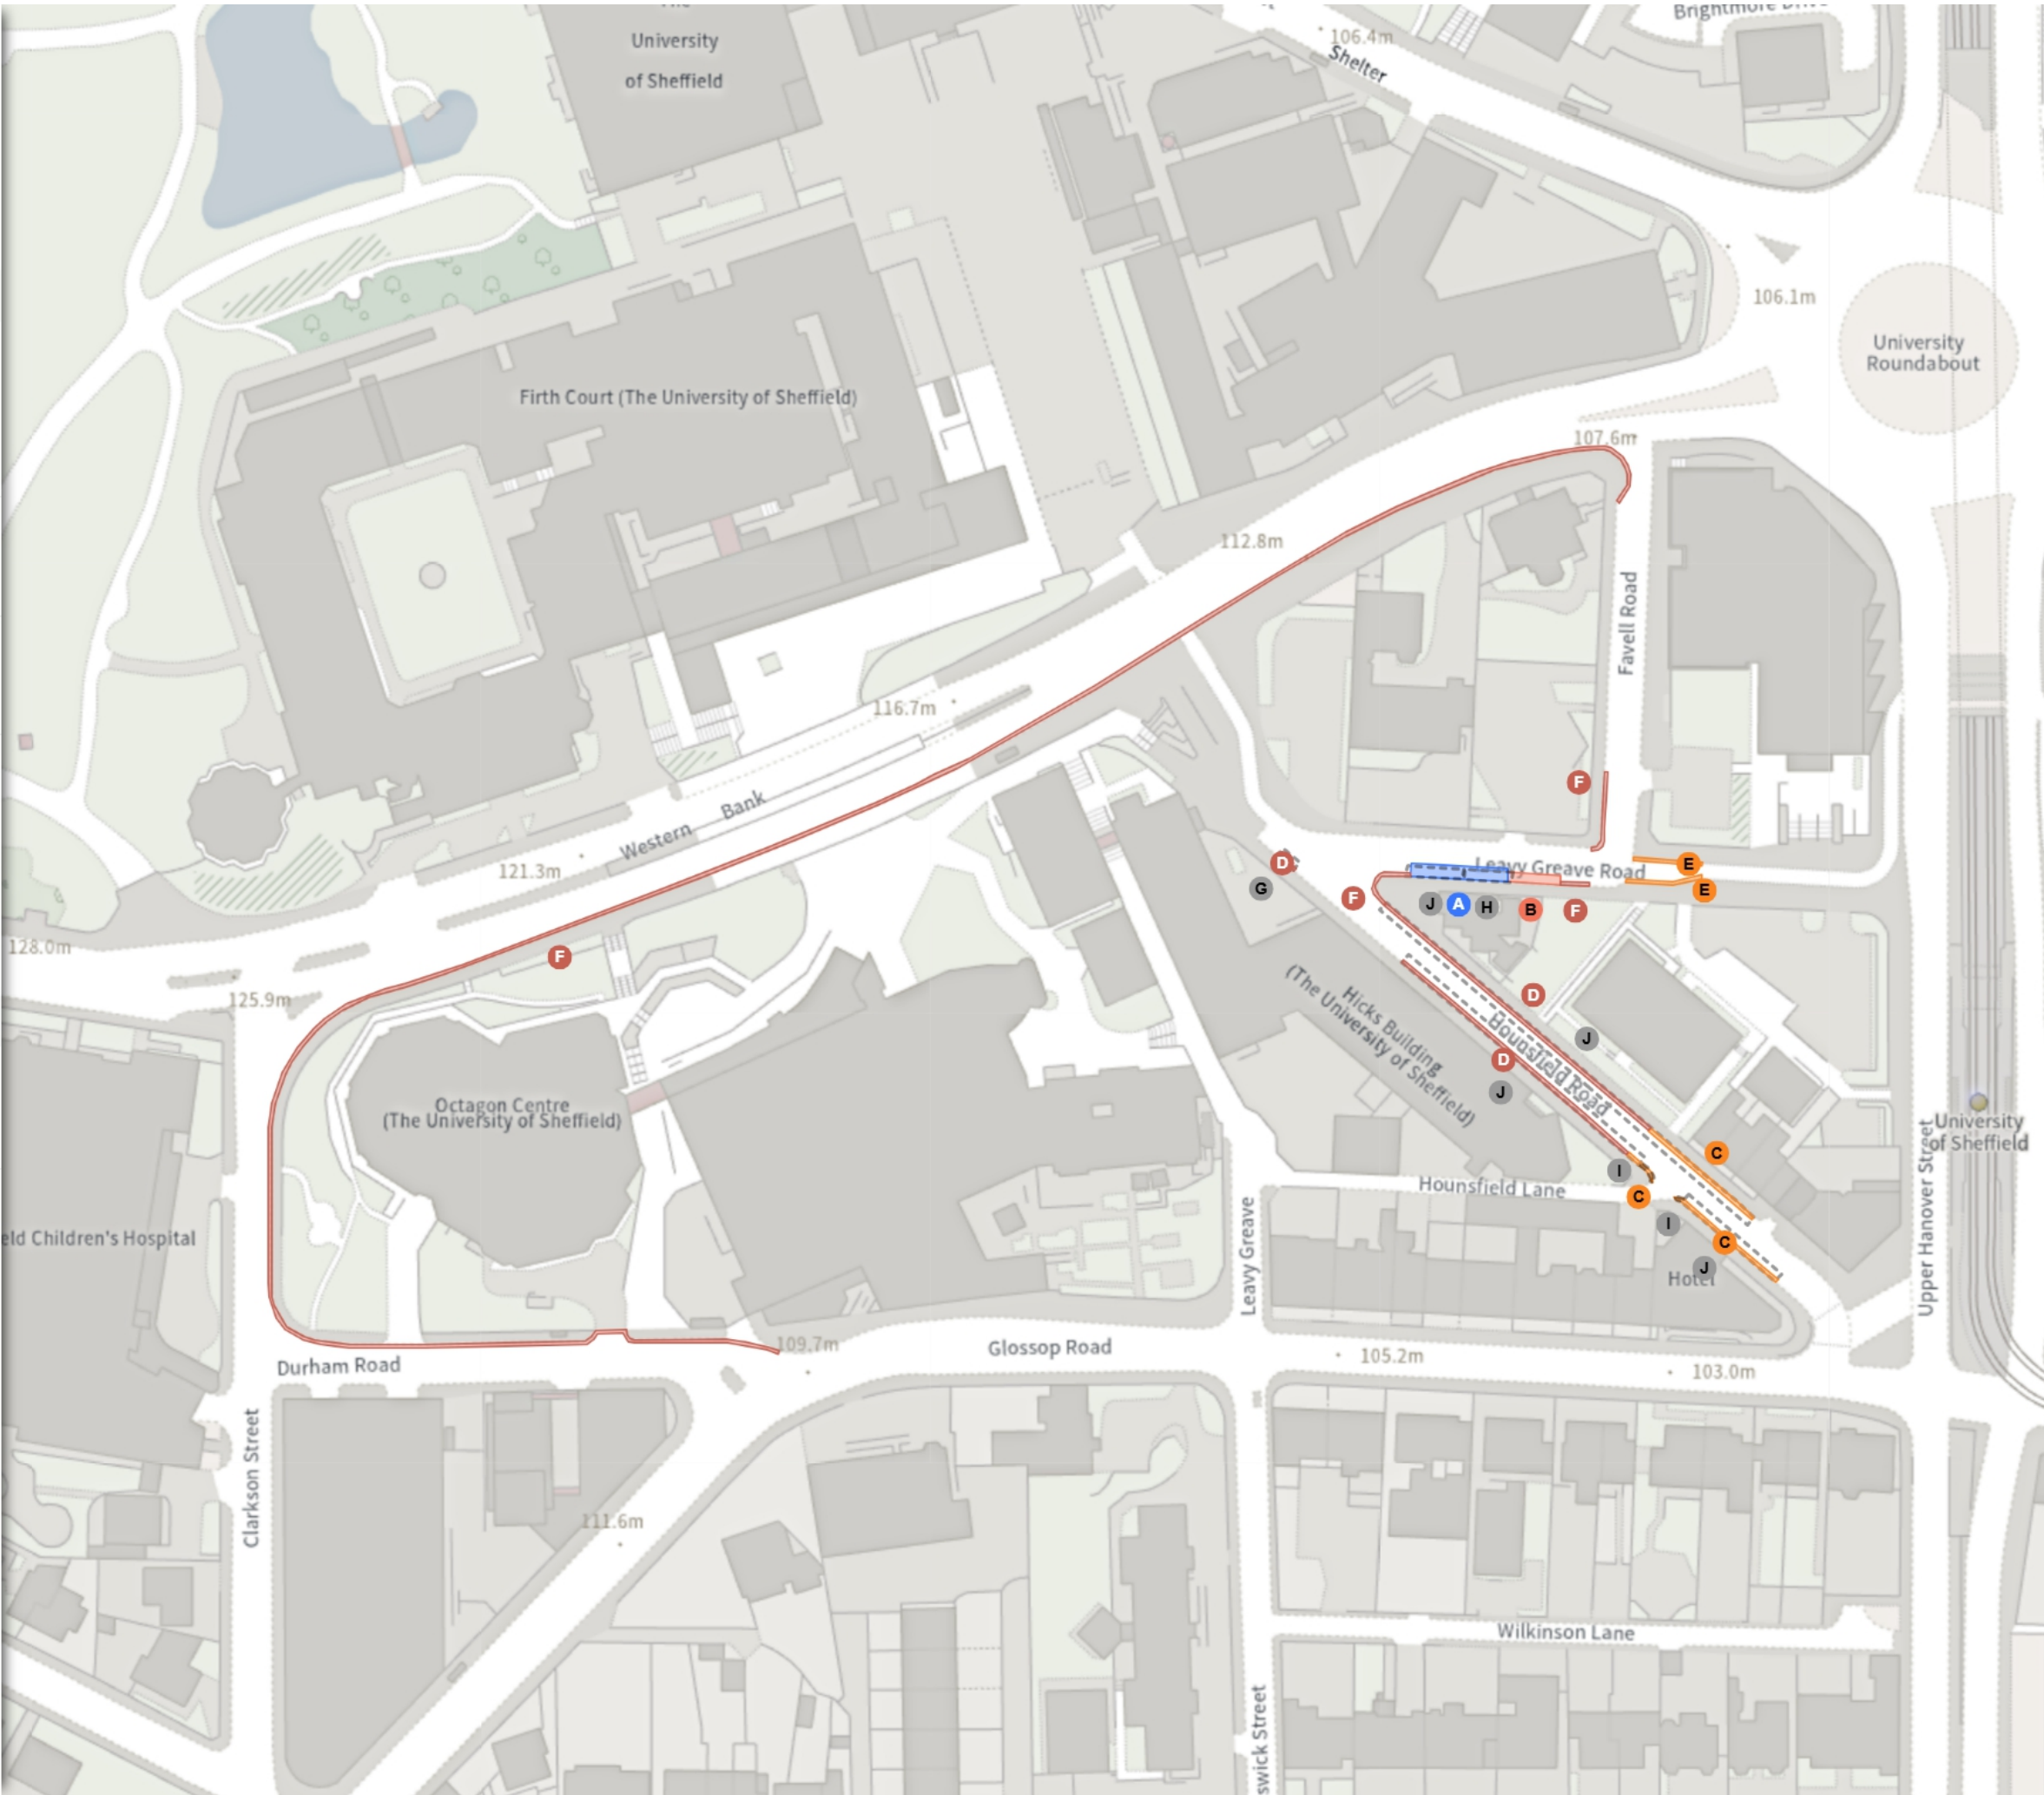 University
of Sheffield
106.4m
Shelter
106.1m
University
Roundabout
Firth Court (The University of Sheffield)
107.6m
112.8m
Favell Road
116.7m
Western Bank
121.3m
F
D
G
Leavy Greave Road
E
E
F
J
A
H
B
F
128.0m
F
125.9m
D
Hicks Building
(The University of Sheffield)
Hounsfield Road
J
D
J
Octagon Centre
(The University of Sheffield)
University
of Sheffield
C
I
Hounsfield Lane
C
I
C
J
Hotel
Upper Hanover Street
eld Children's Hospital
Leavy Greave
109.7m
Glossop Road
105.2m
103.0m
Durham Road
Clarkson Street
111.6m
Wilkinson Lane
swick Street